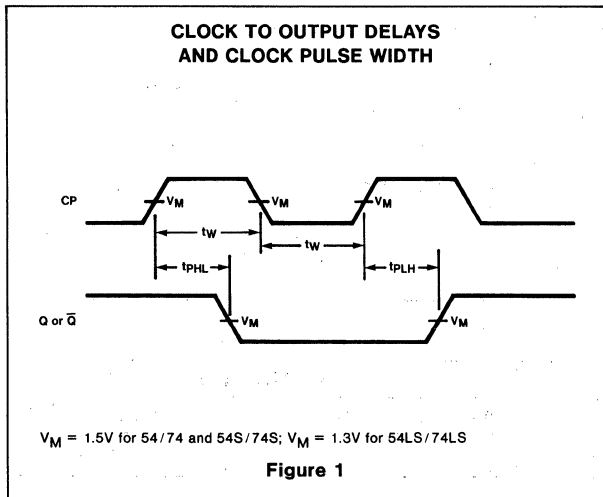 CLOCK TO OUTPUT DELAYS
AND CLOCK PULSE WIDTH
CP
VM
VM
VM
tW
tW
tPHL
tPLH
Q or Q̅
VM
VM
VM = 1.5V for 54/74 and 54S/74S; VM = 1.3V for 54LS/74LS
Figure 1